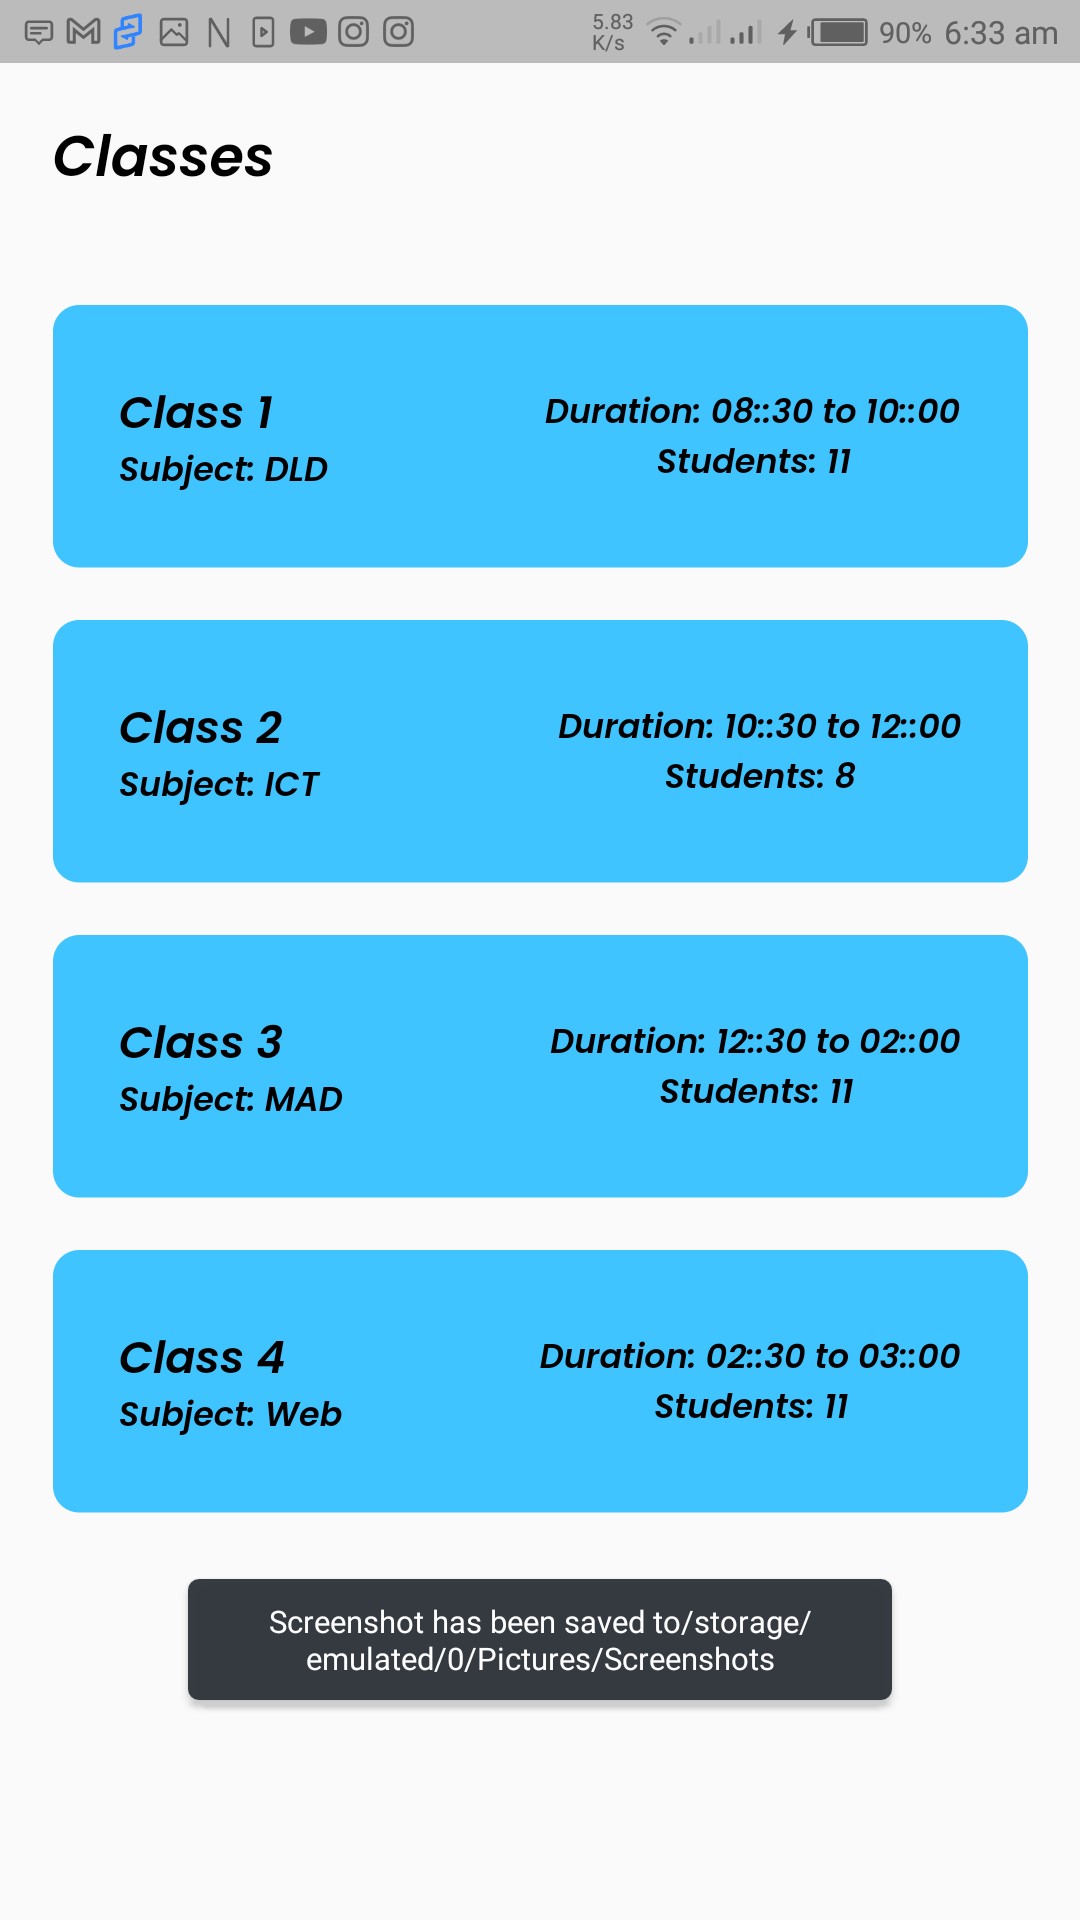 5.83
K/s
90% 6:33 am
Classes
Class 1
Subject: DLD
Duration: 08::30 to 10::00
Students: 11
Class 2
Subject: ICT
Duration: 10::30 to 12::00
Students: 8
Class 3
Subject: MAD
Duration: 12::30 to 02::00
Students: 11
Class 4
Subject: Web
Duration: 02::30 to 03::00
Students: 11
Screenshot has been saved to/storage/
emulated/0/Pictures/Screenshots